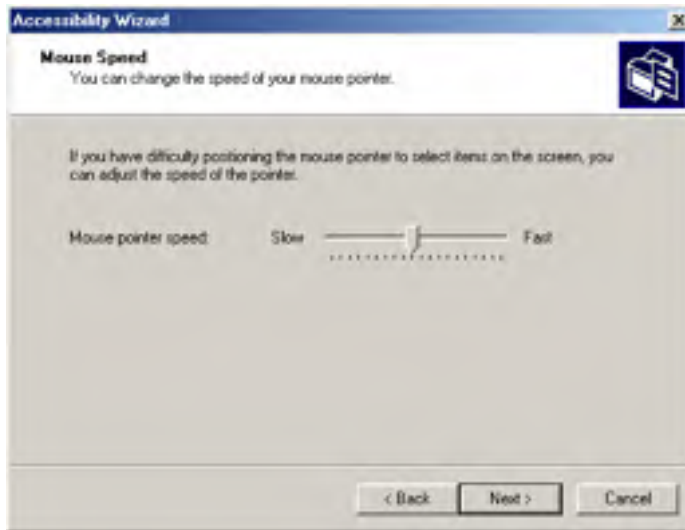 Accessibility Wizard
Mouse Speed
You can change the speed of your mouse pointer.
If you have difficulty positioning the mouse pointer to select items on the screen, you
can adjust the speed of the pointer.
Mouse pointer speed: Slow Fast
< Back Next > Cancel